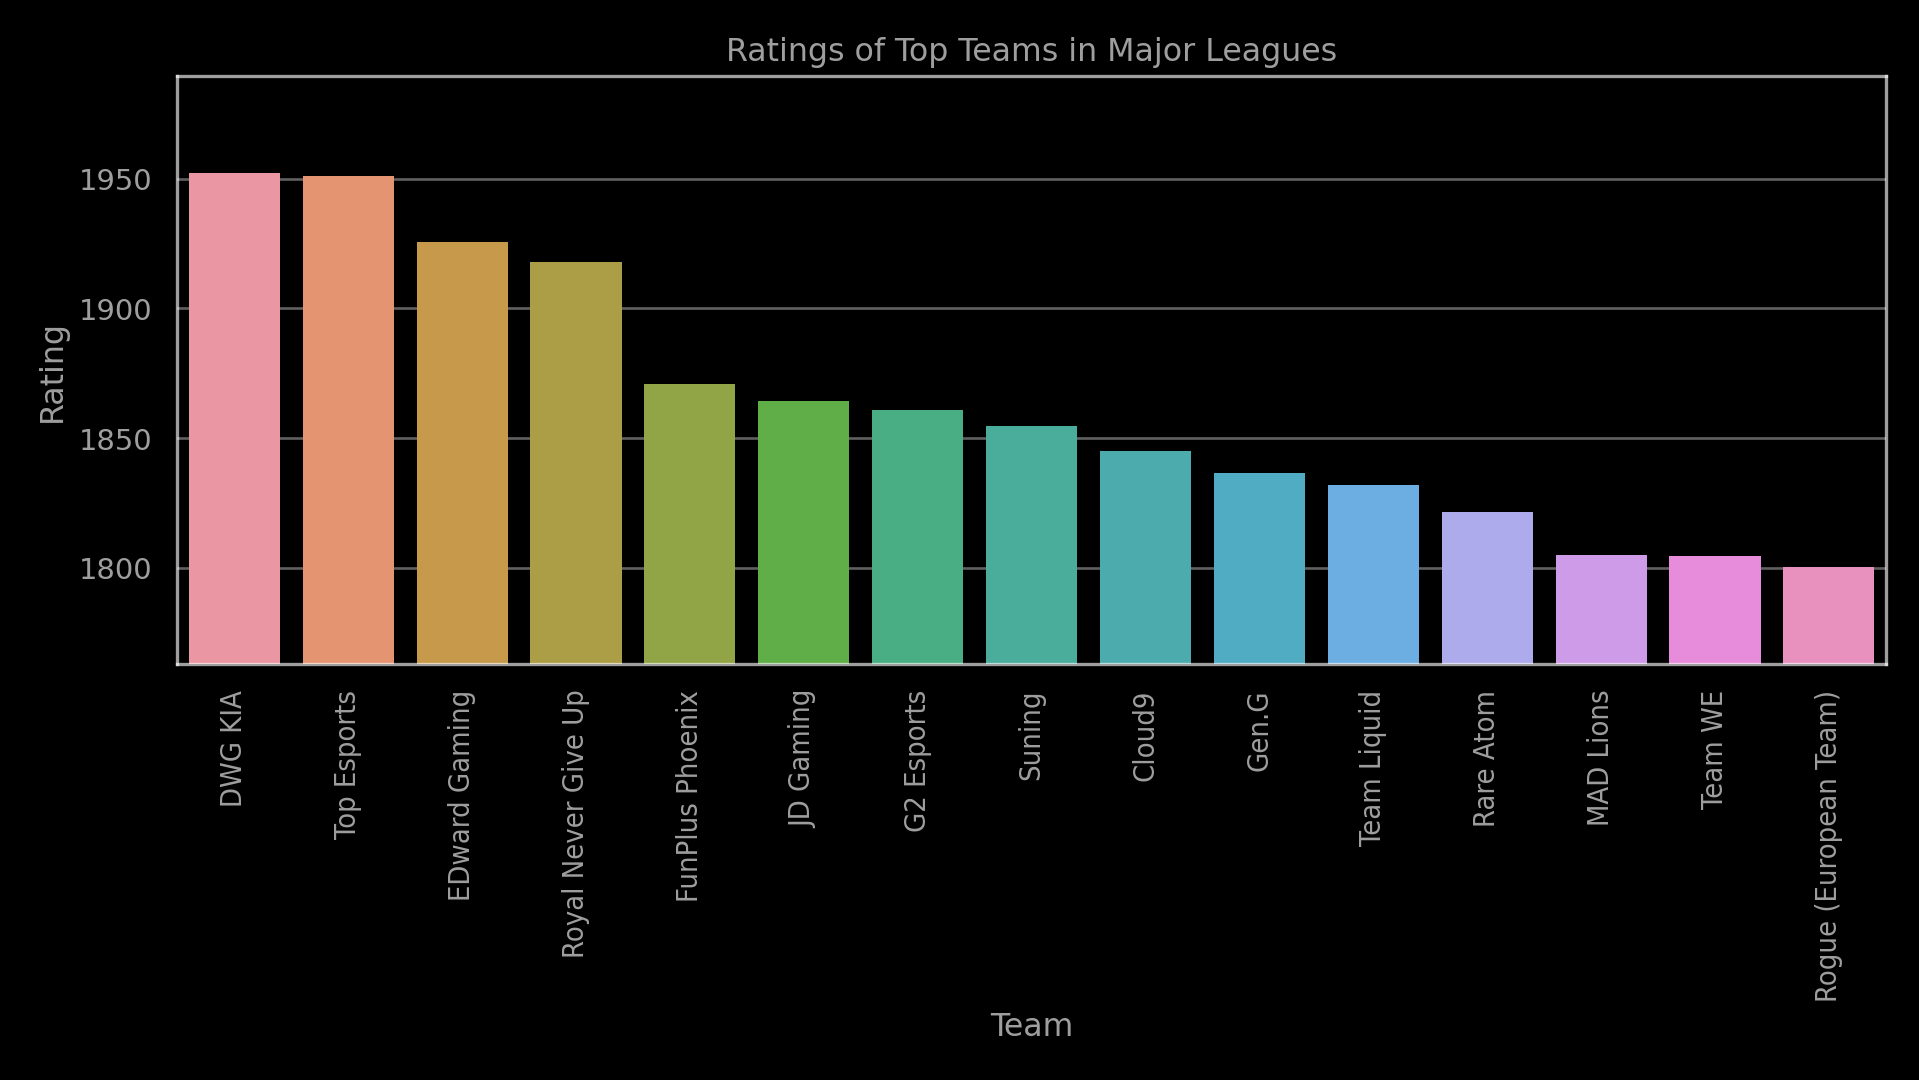 Ratings of Top Teams in Major Leagues
Rating
1950
1900
1850
1800
DWG KIA
Top Esports
EDward Gaming
Royal Never Give Up
FunPlus Phoenix
JD Gaming
G2 Esports
Suning
Cloud9
Gen.G
Team Liquid
Rare Atom
MAD Lions
Team WE
Rogue (European Team)
Team